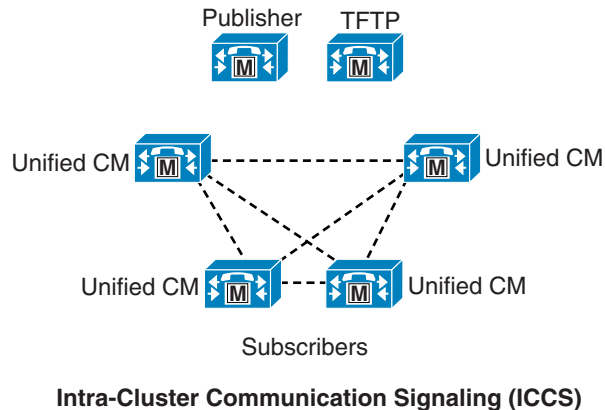 Publisher TFTP
M M
Unified CM M M Unified CM
Unified CM M M Unified CM
Subscribers
Intra-Cluster Communication Signaling (ICCS)